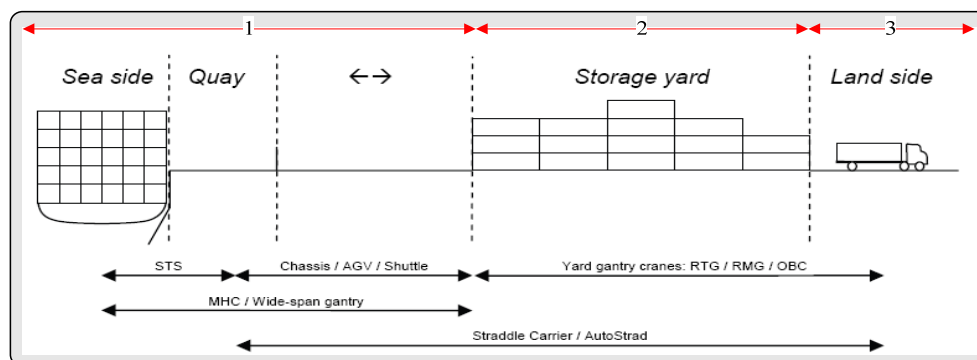 1 2 3
Sea side Quay ←→ Storage yard Land side
STS Chassis / AGV / Shuttle Yard gantry cranes: RTG / RMG / OBC
MHC / Wide-span gantry
Straddle Carrier / AutoStrad